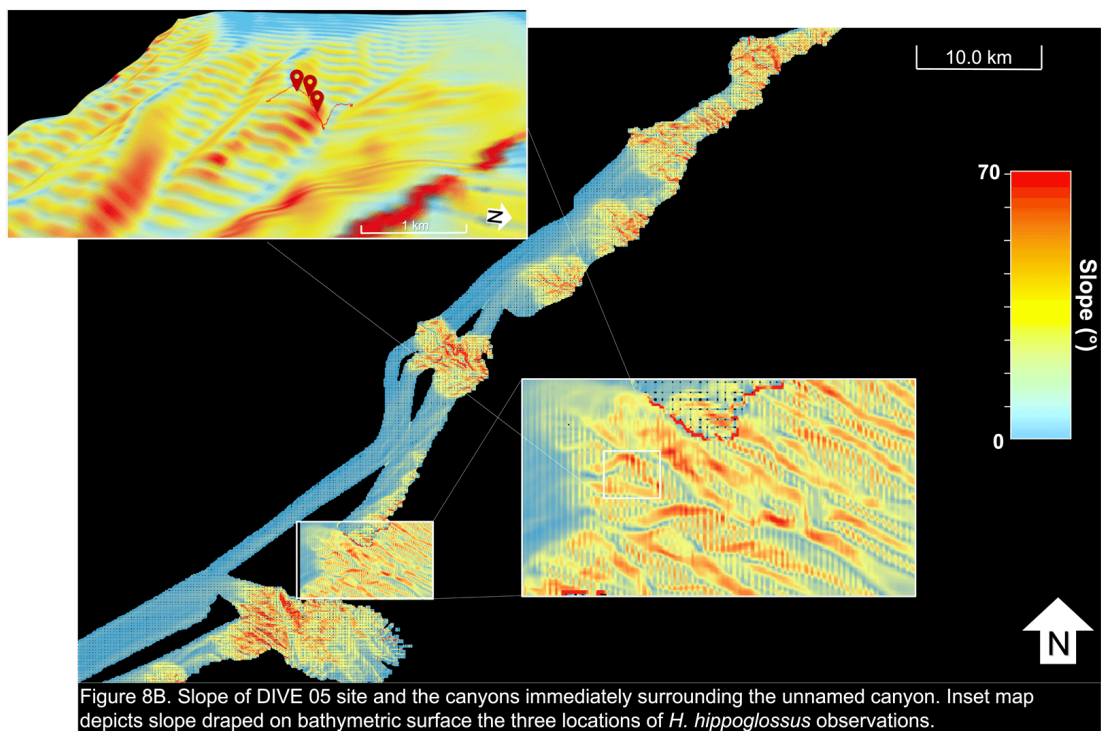 10.0 km
N
1 km
70
Slope (°)
0
N
Figure 8B. Slope of DIVE 05 site and the canyons immediately surrounding the unnamed canyon. Inset map
depicts slope draped on bathymetric surface the three locations of H. hippoglossus observations.